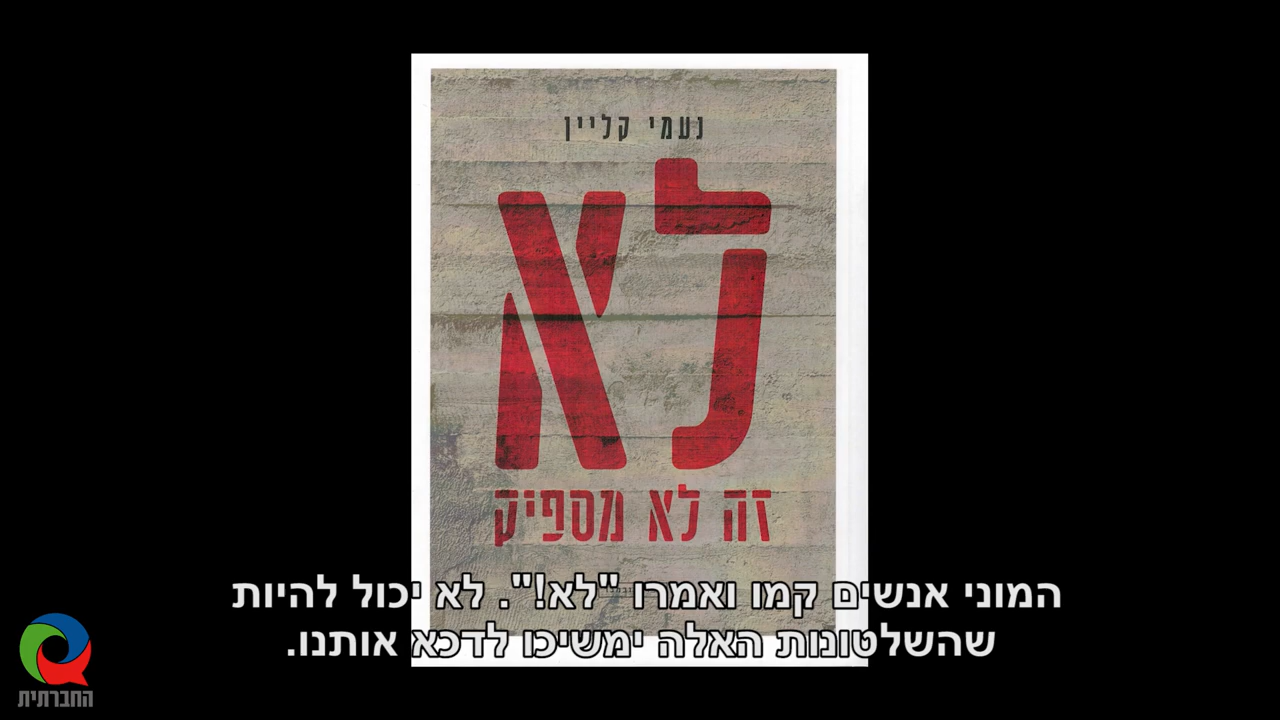 נעמי קליין
לא
זה לא מספיק
המוני אנשים קמו ואמרו "לא!". לא יכול להיות
שהשלטונות האלה ימשיכו לדכא אותנו.
החברתית